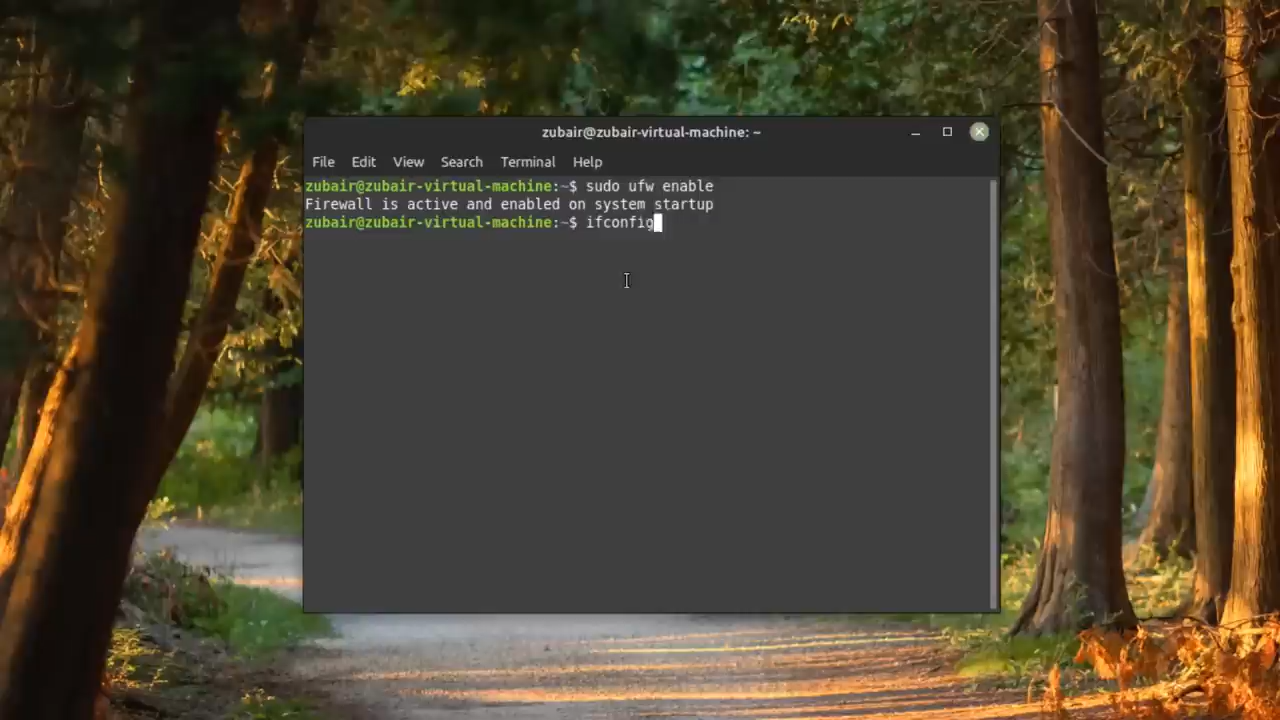 zubair@zubair-virtual-machine: ~
File Edit View Search Terminal Help
zubair@zubair-virtual-machine:~$ sudo ufw enable
Firewall is active and enabled on system startup
zubair@zubair-virtual-machine:~$ ifconfig